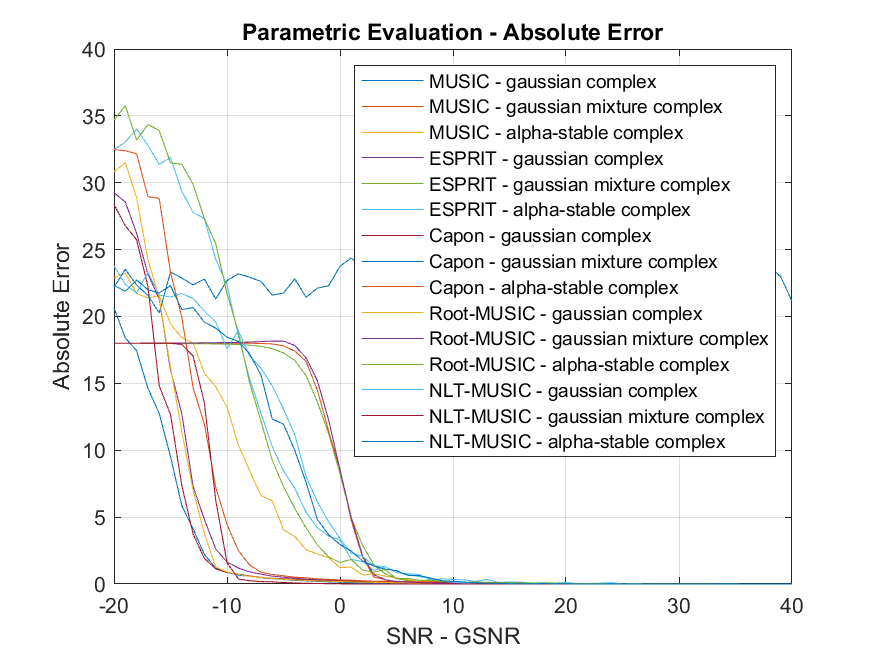 Parametric Evaluation - Absolute Error
40
35
30
25
20
15
10
5
0
Absolute Error
MUSIC - gaussian complex
MUSIC - gaussian mixture complex
MUSIC - alpha-stable complex
ESPRIT - gaussian complex
ESPRIT - gaussian mixture complex
ESPRIT - alpha-stable complex
Capon - gaussian complex
Capon - gaussian mixture complex
Capon - alpha-stable complex
Root-MUSIC - gaussian complex
Root-MUSIC - gaussian mixture complex
Root-MUSIC - alpha-stable complex
NLT-MUSIC - gaussian complex
NLT-MUSIC - gaussian mixture complex
NLT-MUSIC - alpha-stable complex
-20 -10 0 10 20 30 40
SNR - GSNR